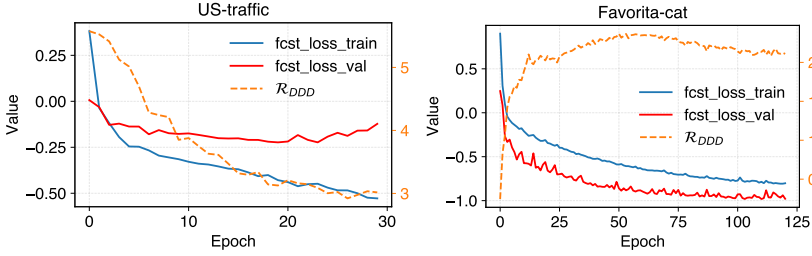 US-traffic
Value
0.25
0.00
−0.25
−0.50
fcst_loss_train
fcst_loss_val
R_DDD
5
4
3
0
10
20
30
Epoch
Favorita-cat
Value
0.5
0.0
−0.5
−1.0
fcst_loss_train
fcst_loss_val
R_DDD
0
25
50
75
100
125
Epoch